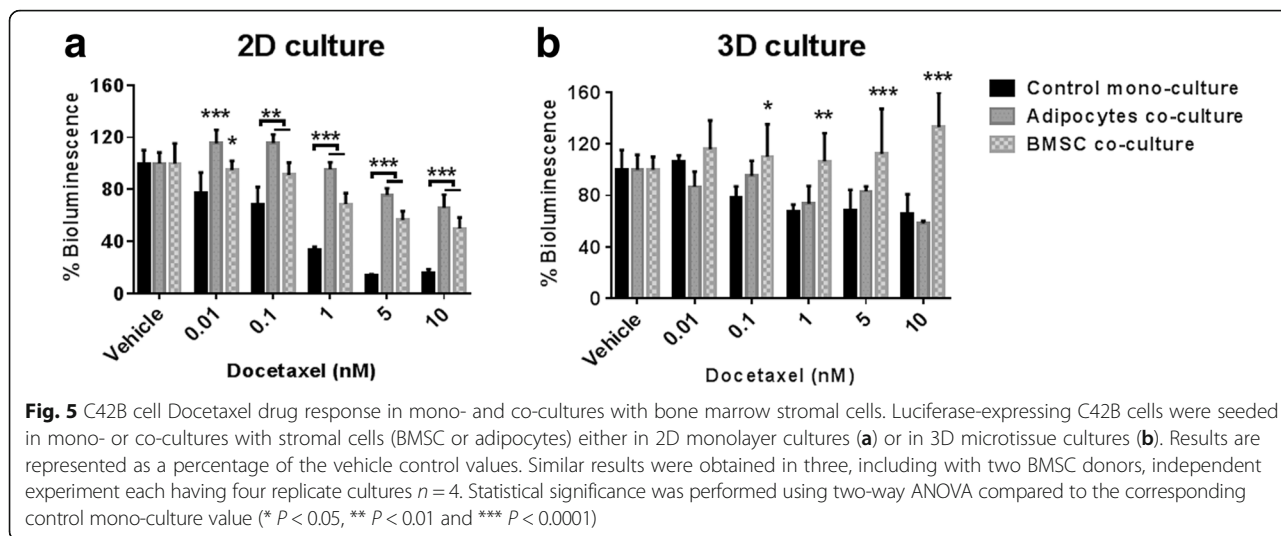 a 2D culture
b 3D culture
% Bioluminescence
160
120
80
40
0
*** * ** *** *** ***
Vehicle 0.01 0.1 1 5 10
Docetaxel (nM)
% Bioluminescence
160
120
80
40
0
* ** *** ***
Vehicle 0.01 0.1 1 5 10
Docetaxel (nM)
Control mono-culture
Adipocytes co-culture
BMSC co-culture
Fig. 5 C42B cell Docetaxel drug response in mono- and co-cultures with bone marrow stromal cells. Luciferase-expressing C42B cells were seeded
in mono- or co-cultures with stromal cells (BMSC or adipocytes) either in 2D monolayer cultures (a) or in 3D microtissue cultures (b). Results are
represented as a percentage of the vehicle control values. Similar results were obtained in three, including with two BMSC donors, independent
experiment each having four replicate cultures n = 4. Statistical significance was performed using two-way ANOVA compared to the corresponding
control mono-culture value (* P < 0.05, ** P < 0.01 and *** P < 0.0001)